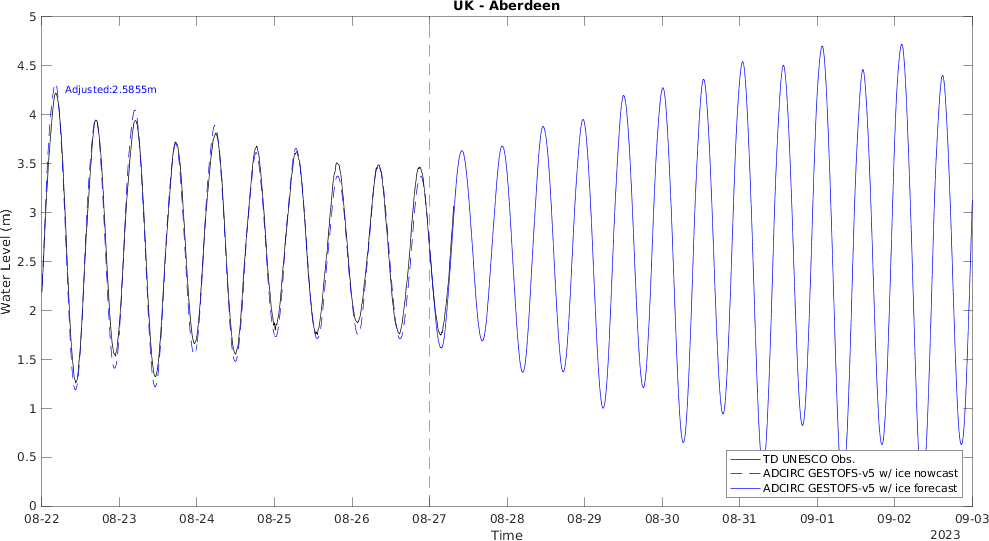 UK - Aberdeen
5
4.5
4
3.5
3
2.5
2
1.5
1
0.5
0
Water Level (m)
Adjusted:2.5855m
TD UNESCO Obs.
ADCIRC GESTOFS-v5 w/ ice nowcast
ADCIRC GESTOFS-v5 w/ ice forecast
08-22 08-23 08-24 08-25 08-26 08-27 08-28 08-29 08-30 08-31 09-01 09-02 09-03
Time
2023